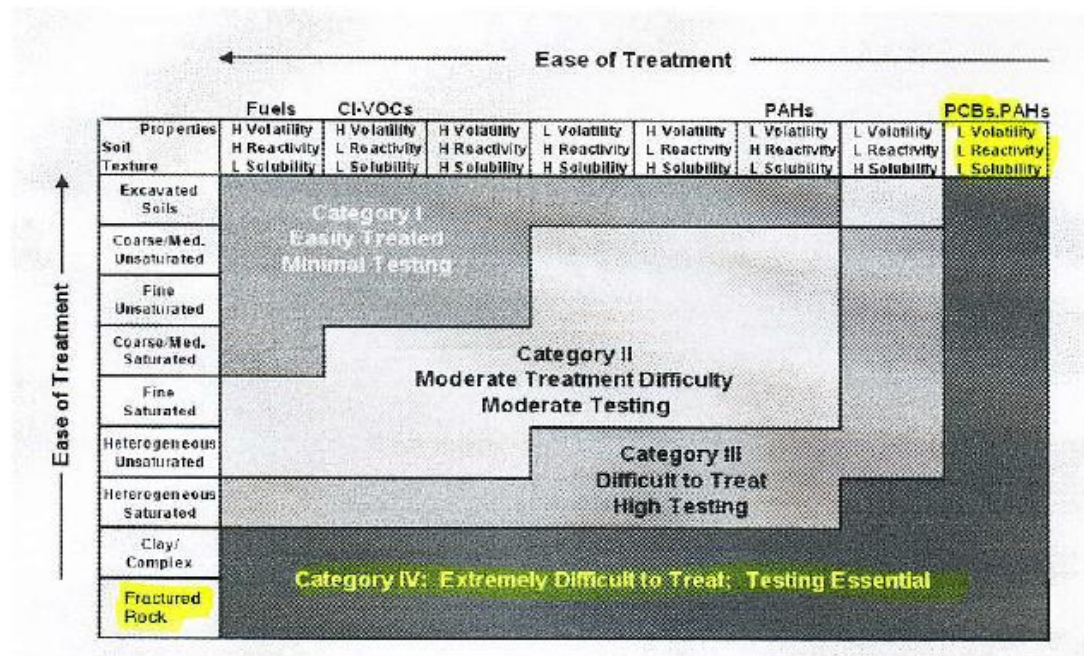 Ease of Treatment
Fuels CI-VOCs PAHs PCBs,PAHs
Properties
Soil
Texture
H Volatility H Volatility H Volatility L Volatility H Volatility L Volatility L Volatility L Volatility
H Reactivity L Reactivity H Reactivity H Reactivity L Reactivity H Reactivity L Reactivity L Reactivity
L Solubility L Solubility H Solubility H Solubility H Solubility L Solubility H Solubility L Solubility
Ease of Treatment
Excavated
Soils
Coarse/Med.
Unsaturated
Fine
Unsaturated
Coarse/Med.
Saturated
Fine
Saturated
Heterogeneous
Unsaturated
Heterogeneous
Saturated
Clay/
Complex
Fractured
Rock
Category I
Easily Treated
Minimal Testing
Category II
Moderate Treatment Difficulty
Moderate Testing
Category III
Difficult to Treat
High Testing
Category IV: Extremely Difficult to Treat: Testing Essential